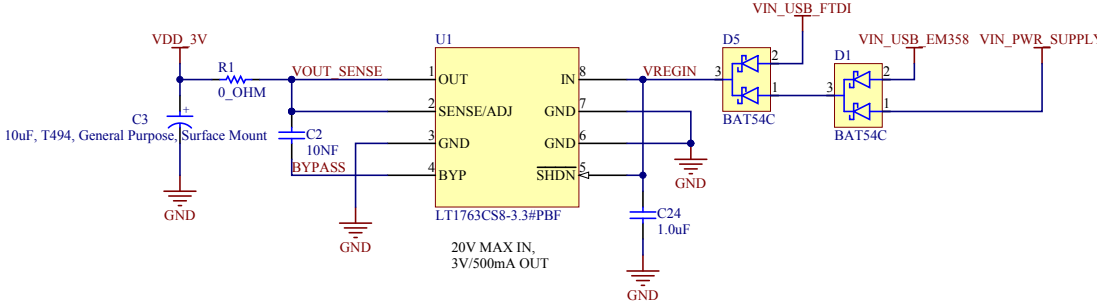 VIN_USB_FTDI
VDD_3V
U1
D5
VIN_USB_EM358
VIN_PWR_SUPPLY
R1
0_OHM
VOUT_SENSE
1
OUT
IN
8
VREGIN
3
2
1
BAT54C
D1
3
2
1
BAT54C
2
SENSE/ADJ
GND
7
C3
10uF, T494, General Purpose, Surface Mount
+
C2
10NF
3
GND
GND
6
BYPASS
4
BYP
SHDN
5
GND
GND
GND
LT1763CS8-3.3#PBF
C24
1.0uF
20V MAX IN,
3V/500mA OUT
GND